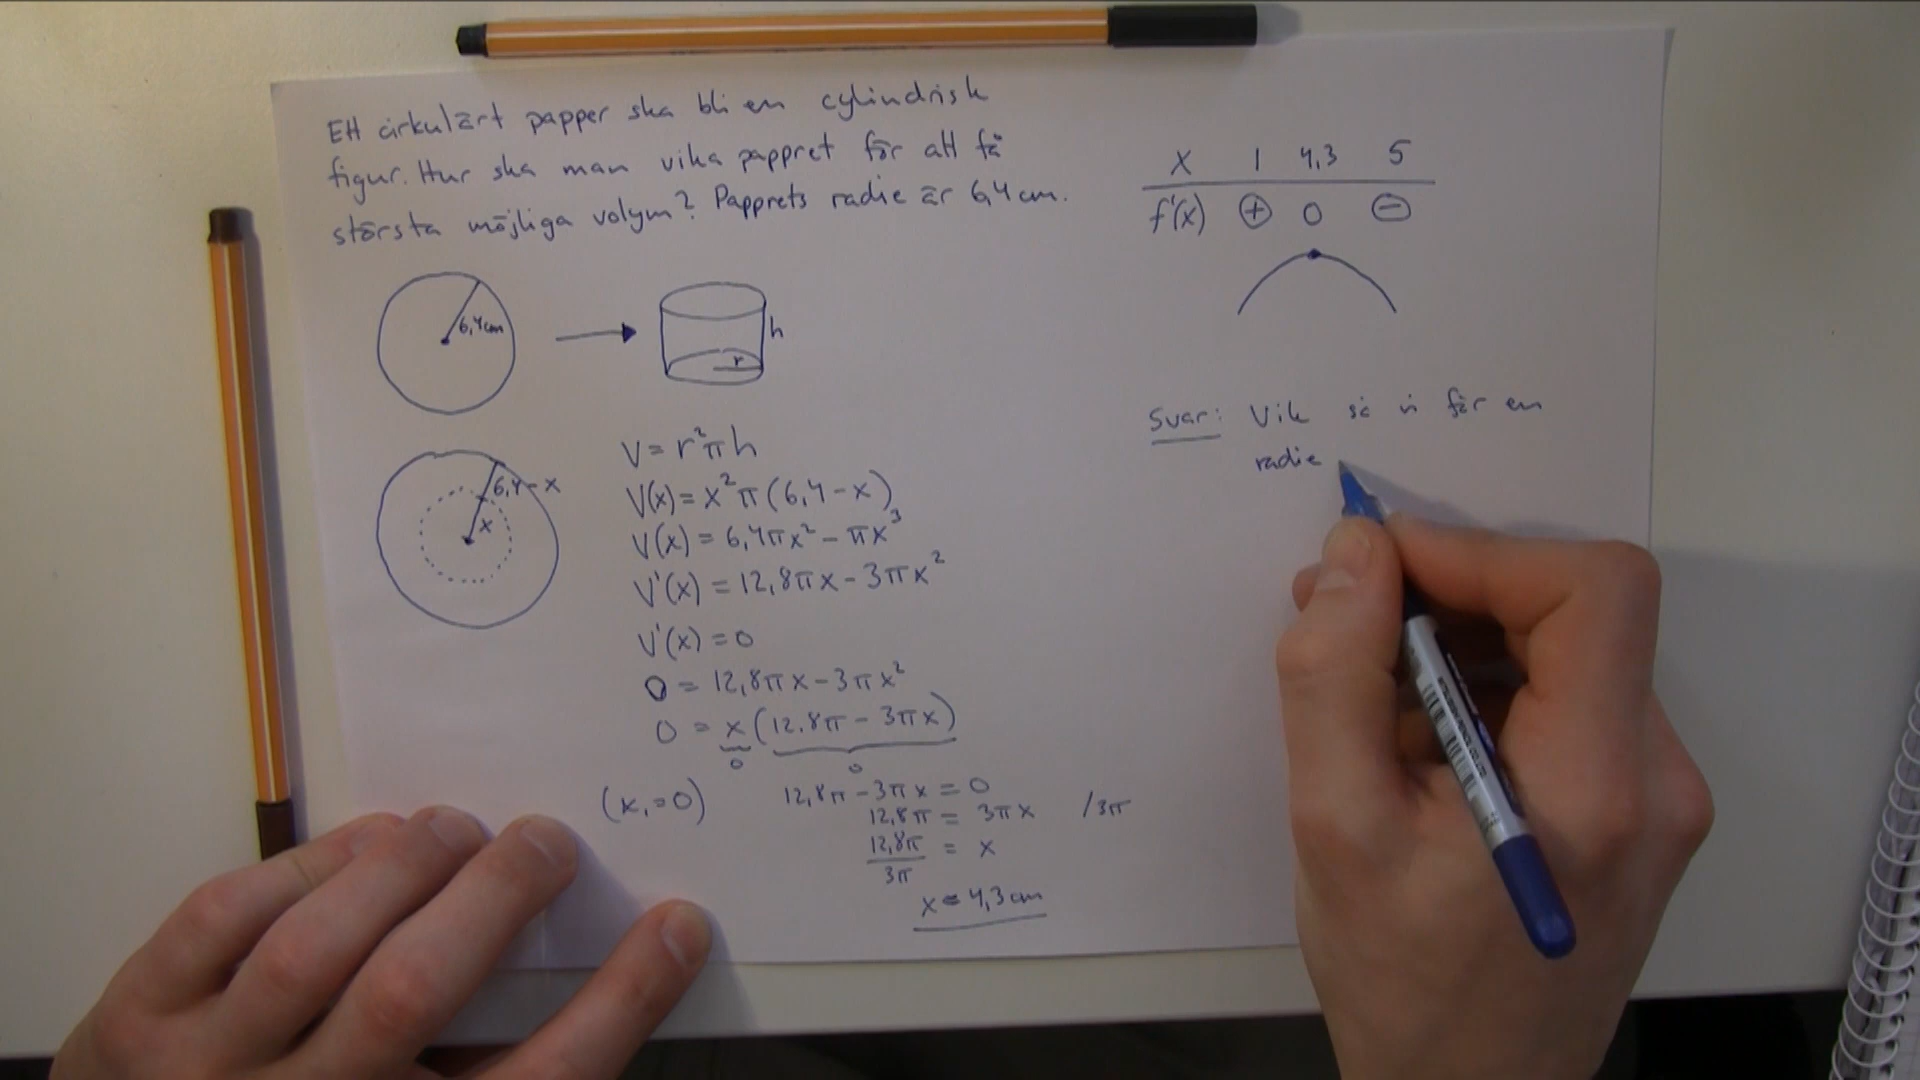 Ett cirkulärt papper ska bli en cylindrisk
figur. Hur ska man vika pappret för att få
största möjliga volym? Papprets radie är 6,4 cm.
6,4 cm
h
r
6,4-x
x
V = r²πh
V(x) = x²π(6,4-x)
V(x) = 6,4πx² - πx³
V'(x) = 12,8πx - 3πx²
V'(x) = 0
0 = 12,8πx - 3πx²
0 = x(12,8π - 3πx)
0 0
(x₁=0)
12,8π - 3πx = 0
12,8π = 3πx /3π
12,8π/3π = x
x ≈ 4,3 cm
x 1 4,3 5
f'(x) + 0 -
Svar: Vik så vi får en
radie